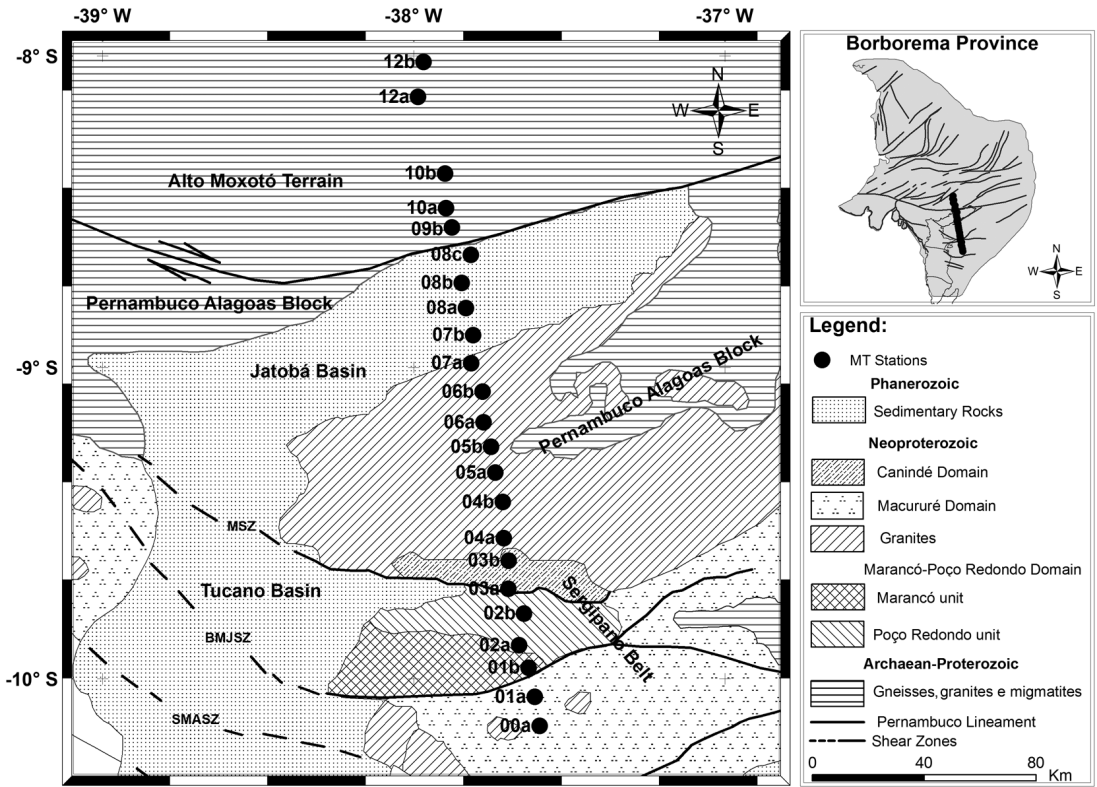 -39° W
-38° W
-37° W
-8° S
-9° S
-10° S
12b
12a
N
W
E
S
10b
Alto Moxotó Terrain
10a
09b
08c
08b
Pernambuco Alagoas Block
08a
07b
07a
Jatobá Basin
06b
Pernambuco Alagoas Block
06a
05b
05a
04b
MSZ
04a
03b
03a
Tucano Basin
Sergipano Belt
02b
BMJSZ
02a
01b
01a
SMASZ
00a
Borborema Province
N
W
E
S
Legend:
MT Stations
Phanerozoic
Sedimentary Rocks
Neoproterozoic
Canindé Domain
Macururé Domain
Granites
Marancó-Poço Redondo Domain
Marancó unit
Poço Redondo unit
Archaean-Proterozoic
Gneisses, granites e migmatites
Pernambuco Lineament
Shear Zones
0 40 80
Km